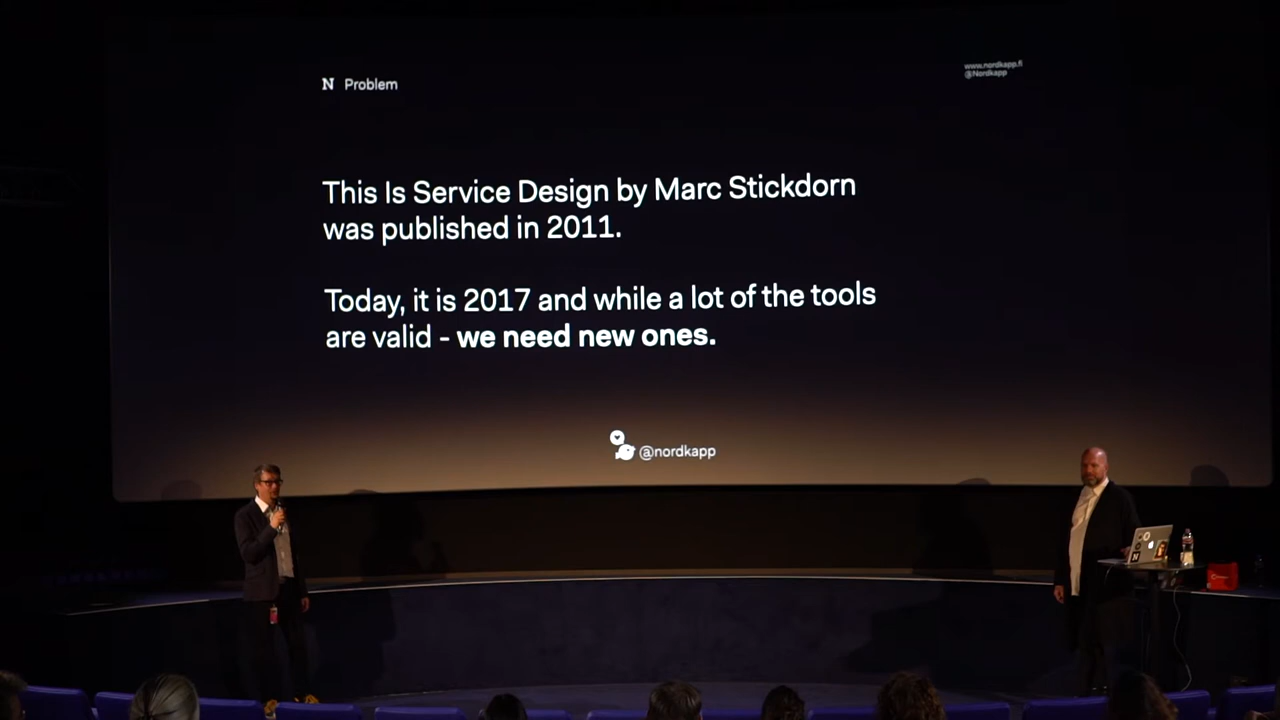 N Problem
www.nordkapp.fi
@Nordkapp
This Is Service Design by Marc Stickdorn
was published in 2011.
Today, it is 2017 and while a lot of the tools
are valid - we need new ones.
@nordkapp